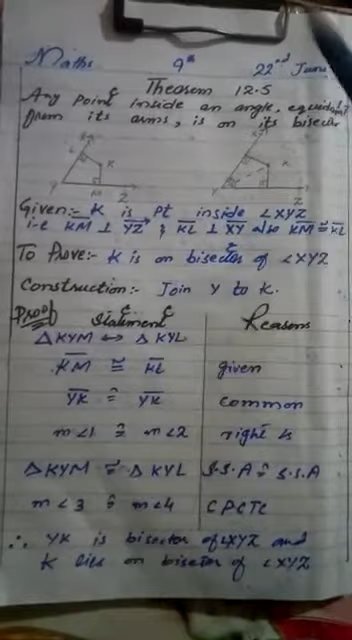 Maths 9th 22nd June
Theorem 12.5
Any point inside an angle, equidistant
from its arms, is on its bisector
Given:- K is pt inside ∠XYZ
i.e KM ⊥ YZ & KL ⊥ XY also KM ≅ KL
To Prove:- K is on bisector of ∠XYZ
Construction:- Join Y to K.
Proof Statement Reasons
ΔKYM ↔ ΔKYL
KM ≅ KL given
YK ≅ YK common
m∠1 ≅ m∠2 right ∠s
ΔKYM ≅ ΔKYL S.S.A ≅ S.S.A
m∠3 ≅ m∠4 CPCTC
∴ YK is bisector of ∠XYZ and
K lies on bisector of ∠XYZ